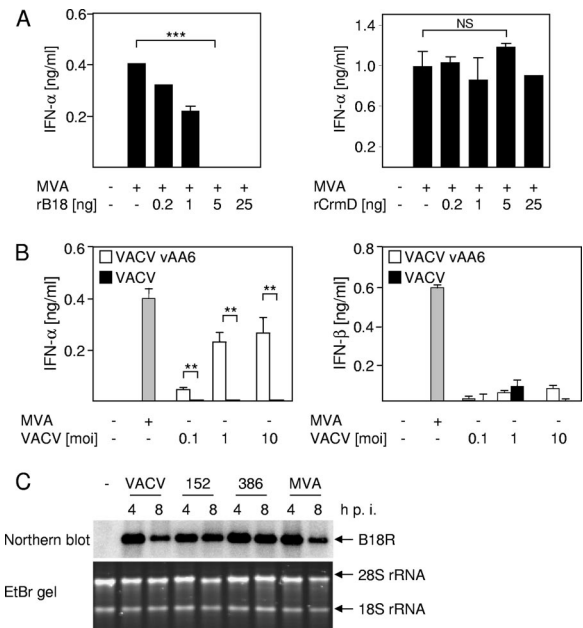 A
IFN-α [ng/ml]
0.6
0.4
0.2
***
MVA - + + + + +
rB18 [ng] - - 0.2 1 5 25
IFN-α [ng/ml]
1.4
1.0
0.6
0.2
NS
MVA - + + + + +
rCrmD [ng] - - 0.2 1 5 25
B
IFN-α [ng/ml]
0.6
0.4
0.2
VACV vAA6
VACV
**
**
**
MVA - + - - -
VACV [moi] - - 0.1 1 10
IFN-β [ng/ml]
0.8
0.6
0.4
0.2
VACV vAA6
VACV
MVA - + - - -
VACV [moi] - - 0.1 1 10
C
- VACV 152 386 MVA
4 8 4 8 4 8 4 8 h p. i.
Northern blot
B18R
EtBr gel
28S rRNA
18S rRNA